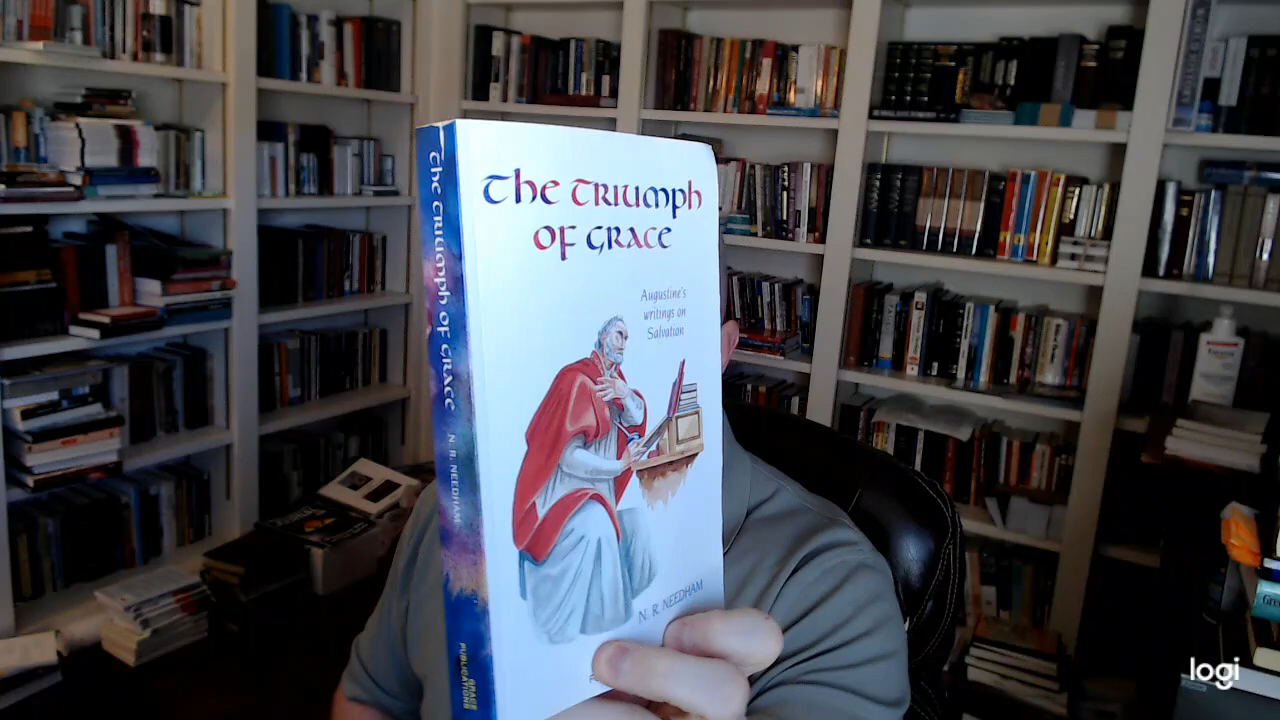 The Triumph
of Grace
Augustine's
writings on
Salvation
N. R. NEEDHAM
The Triumph of Grace N. R. NEEDHAM GRACE PUBLICATIONS
logi